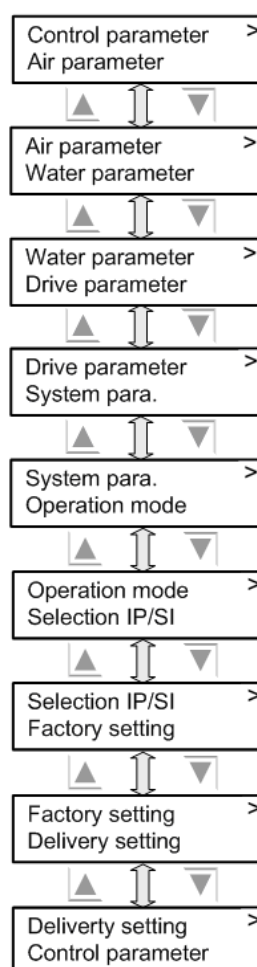 Control parameter >
Air parameter
Air parameter >
Water parameter
Water parameter >
Drive parameter
Drive parameter >
System para.
System para. >
Operation mode
Operation mode >
Selection IP/SI
Selection IP/SI >
Factory setting
Factory setting >
Delivery setting
Deliverty setting >
Control parameter